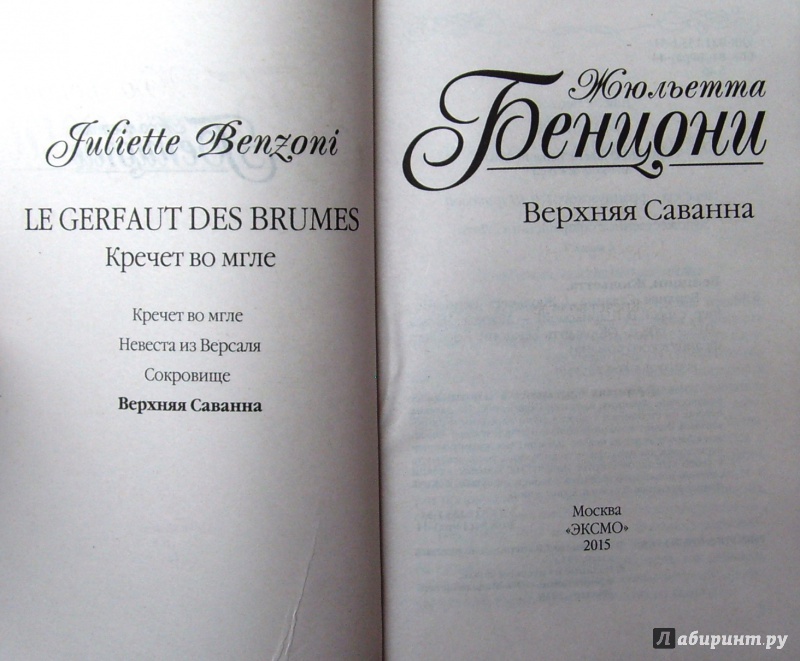 Juliette Benzoni
LE GERFAUT DES BRUMES
Кречет во мгле
Кречет во мгле
Невеста из Версаля
Сокровище
Верхняя Саванна
Жюльетта
Бенцони
Верхняя Саванна
Москва
«ЭКСМО»
2015
Лабиринт.ру